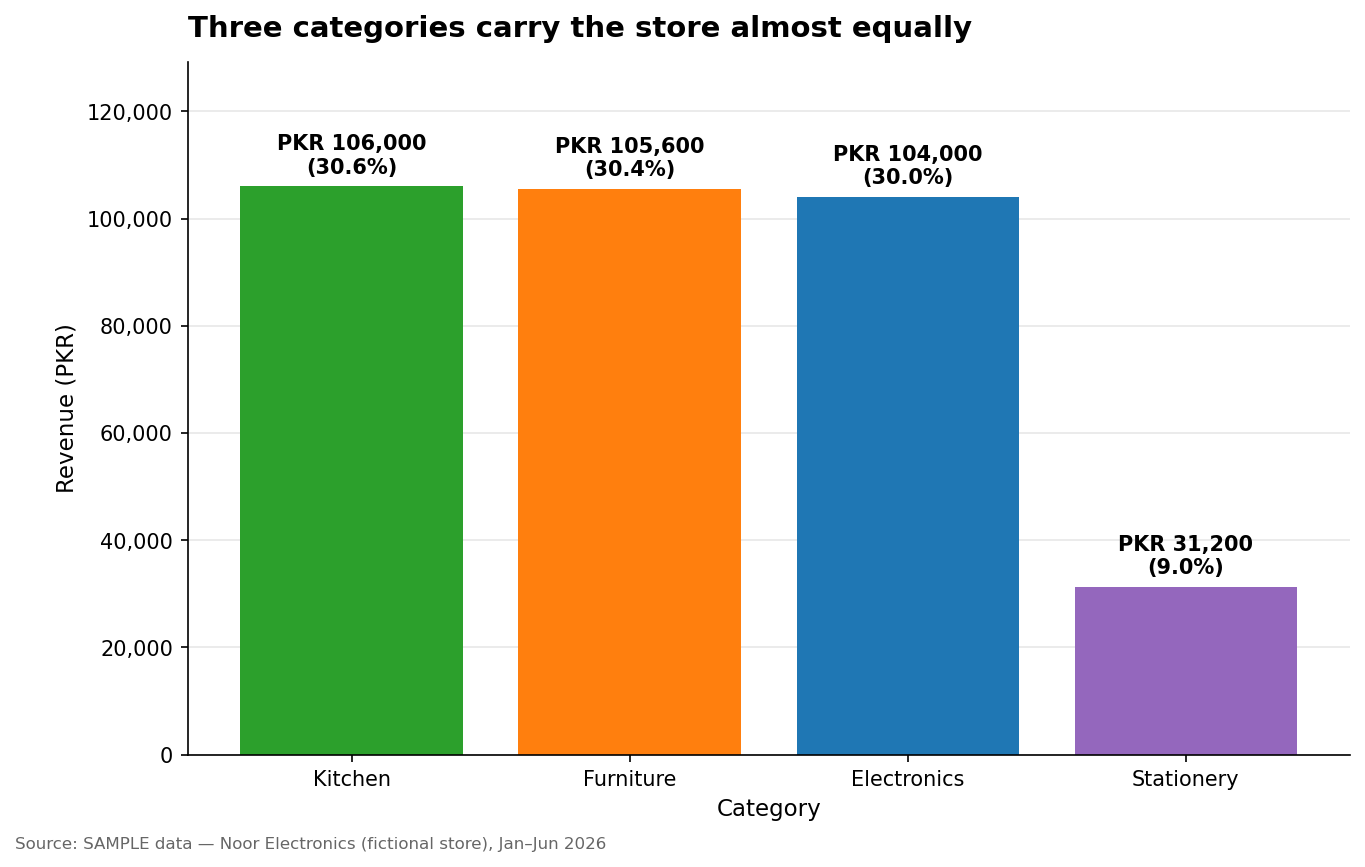 Three categories carry the store almost equally
120,000
100,000
80,000
60,000
40,000
20,000
0
Revenue (PKR)
PKR 106,000
(30.6%)
PKR 105,600
(30.4%)
PKR 104,000
(30.0%)
PKR 31,200
(9.0%)
Kitchen
Furniture
Electronics
Stationery
Category
Source: SAMPLE data — Noor Electronics (fictional store), Jan–Jun 2026